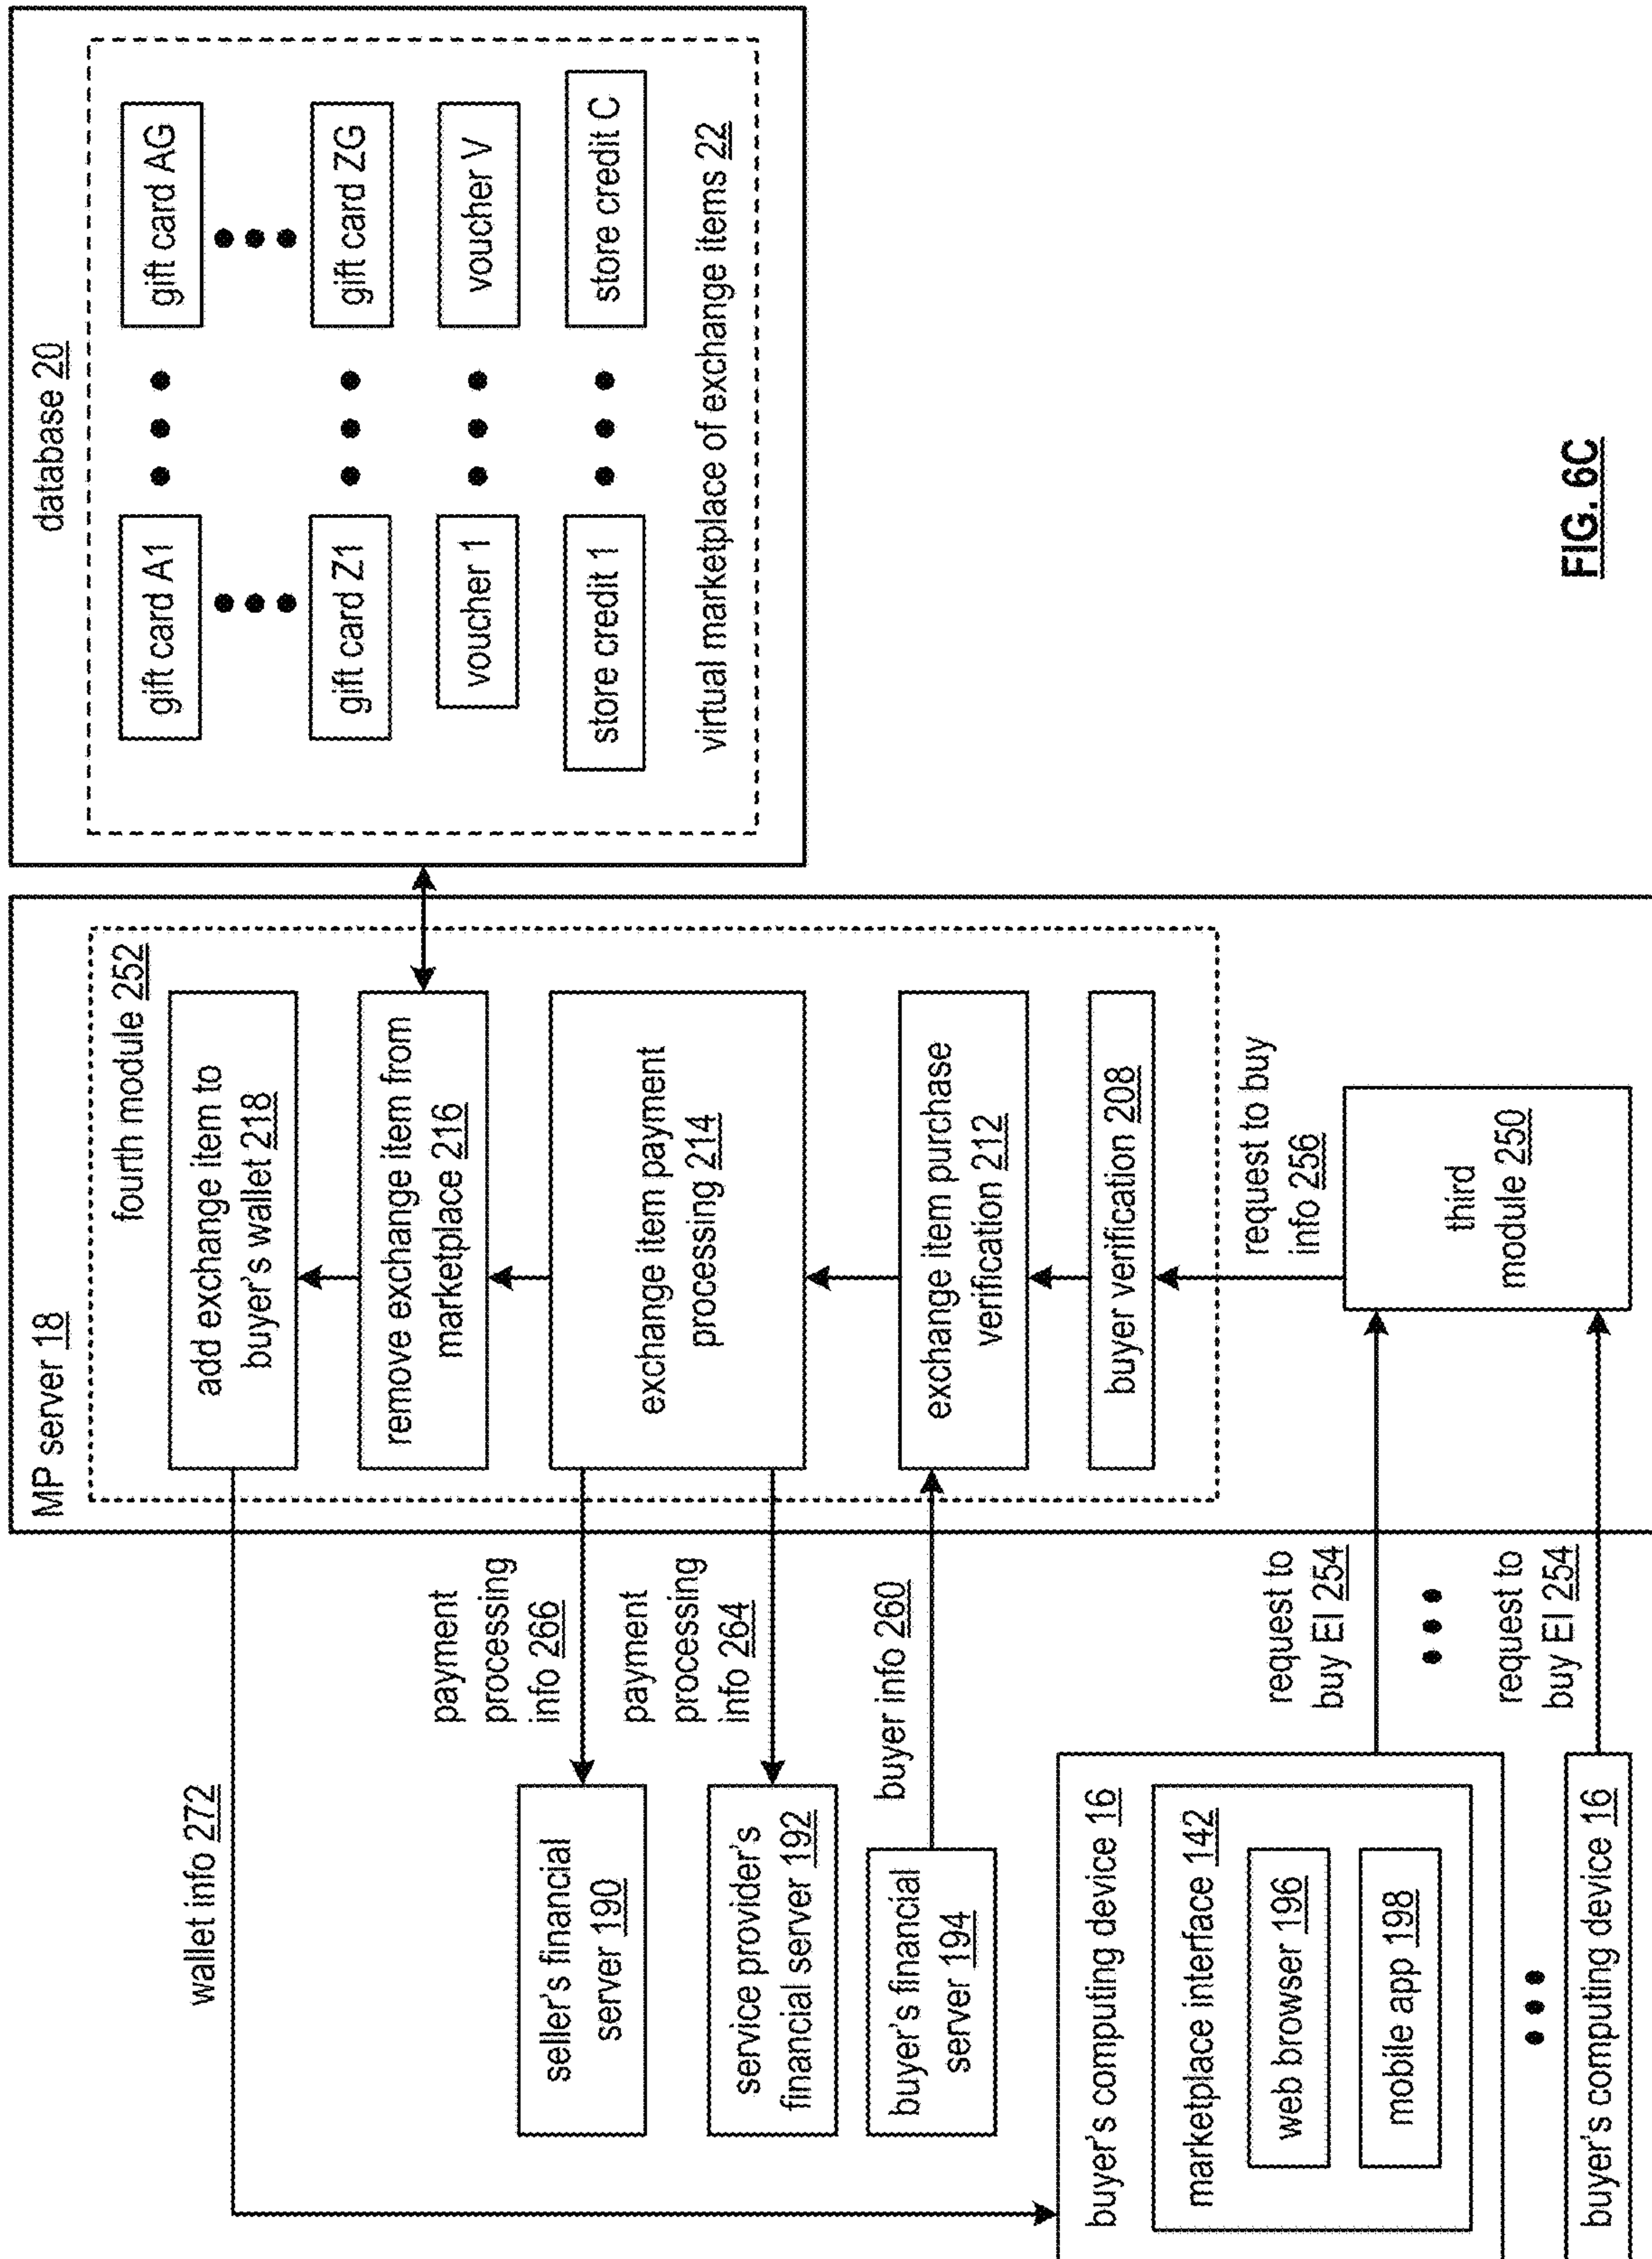 MP server 18
fourth module 252
add exchange item to
buyer's wallet 218
remove exchange item from
marketplace 216
exchange item payment
processing 214
exchange item purchase
verification 212
buyer verification 208
request to buy
info 256
third
module 250
database 20
gift card A1
gift card AG
gift card Z1
gift card ZG
voucher 1
voucher V
store credit 1
store credit C
virtual marketplace of exchange items 22
wallet info 272
payment
processing
info 266
payment
processing
info 264
seller's financial
server 190
service provider's
financial server 192
buyer info 260
buyer's financial
server 194
buyer's computing device 16
marketplace interface 142
web browser 196
mobile app 198
request to
buy EI 254
request to
buy EI 254
buyer's computing device 16
FIG. 6C